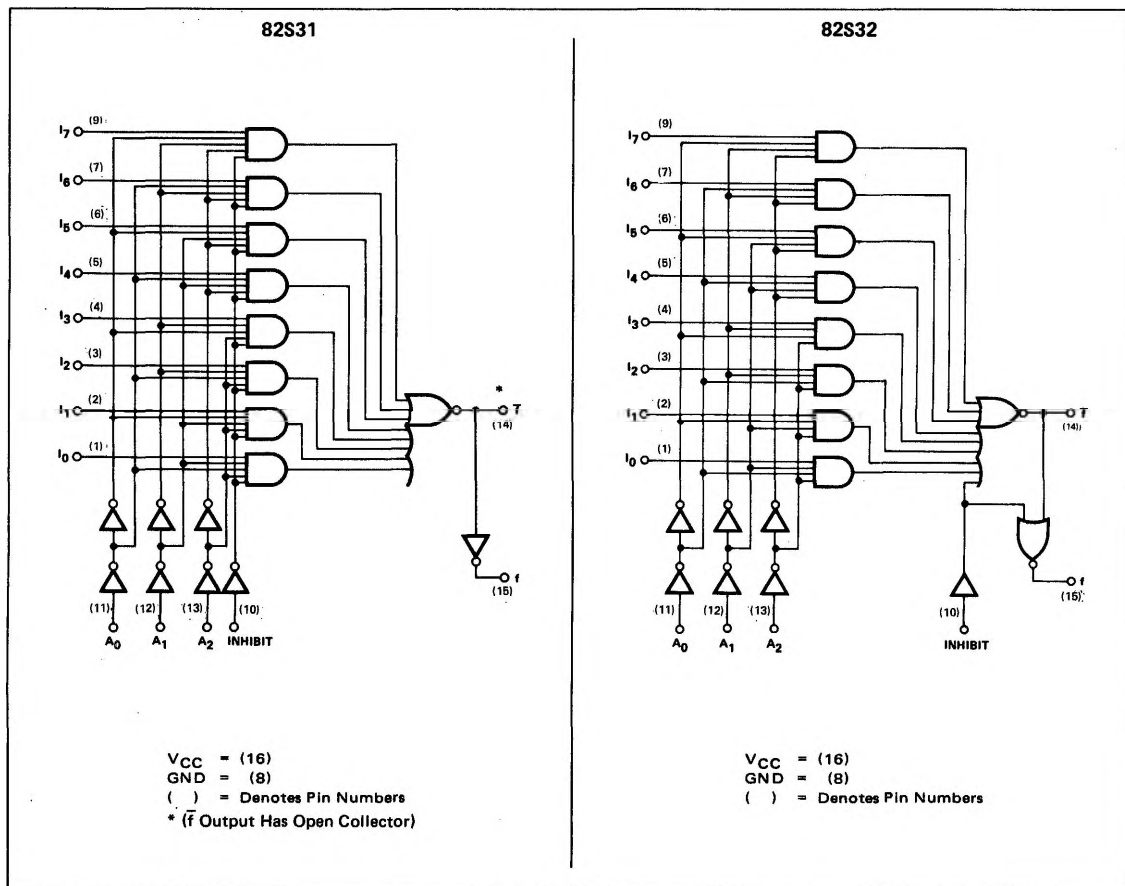 82S31
I7 (9)
I6 (7)
I5 (6)
I4 (5)
I3 (4)
I2 (3)
I1 (2)
I0 (1)
*
f̅
(14)
f
(15)
(11) (12) (13) (10)
A0 A1 A2 INHIBIT
VCC = (16)
GND = (8)
( ) = Denotes Pin Numbers
* (f̅ Output Has Open Collector)
82S32
I7 (9)
I6 (7)
I5 (6)
I4 (5)
I3 (4)
I2 (3)
I1 (2)
I0 (1)
f̅
(14)
f
(15)
(11) (12) (13) (10)
A0 A1 A2 INHIBIT
VCC = (16)
GND = (8)
( ) = Denotes Pin Numbers